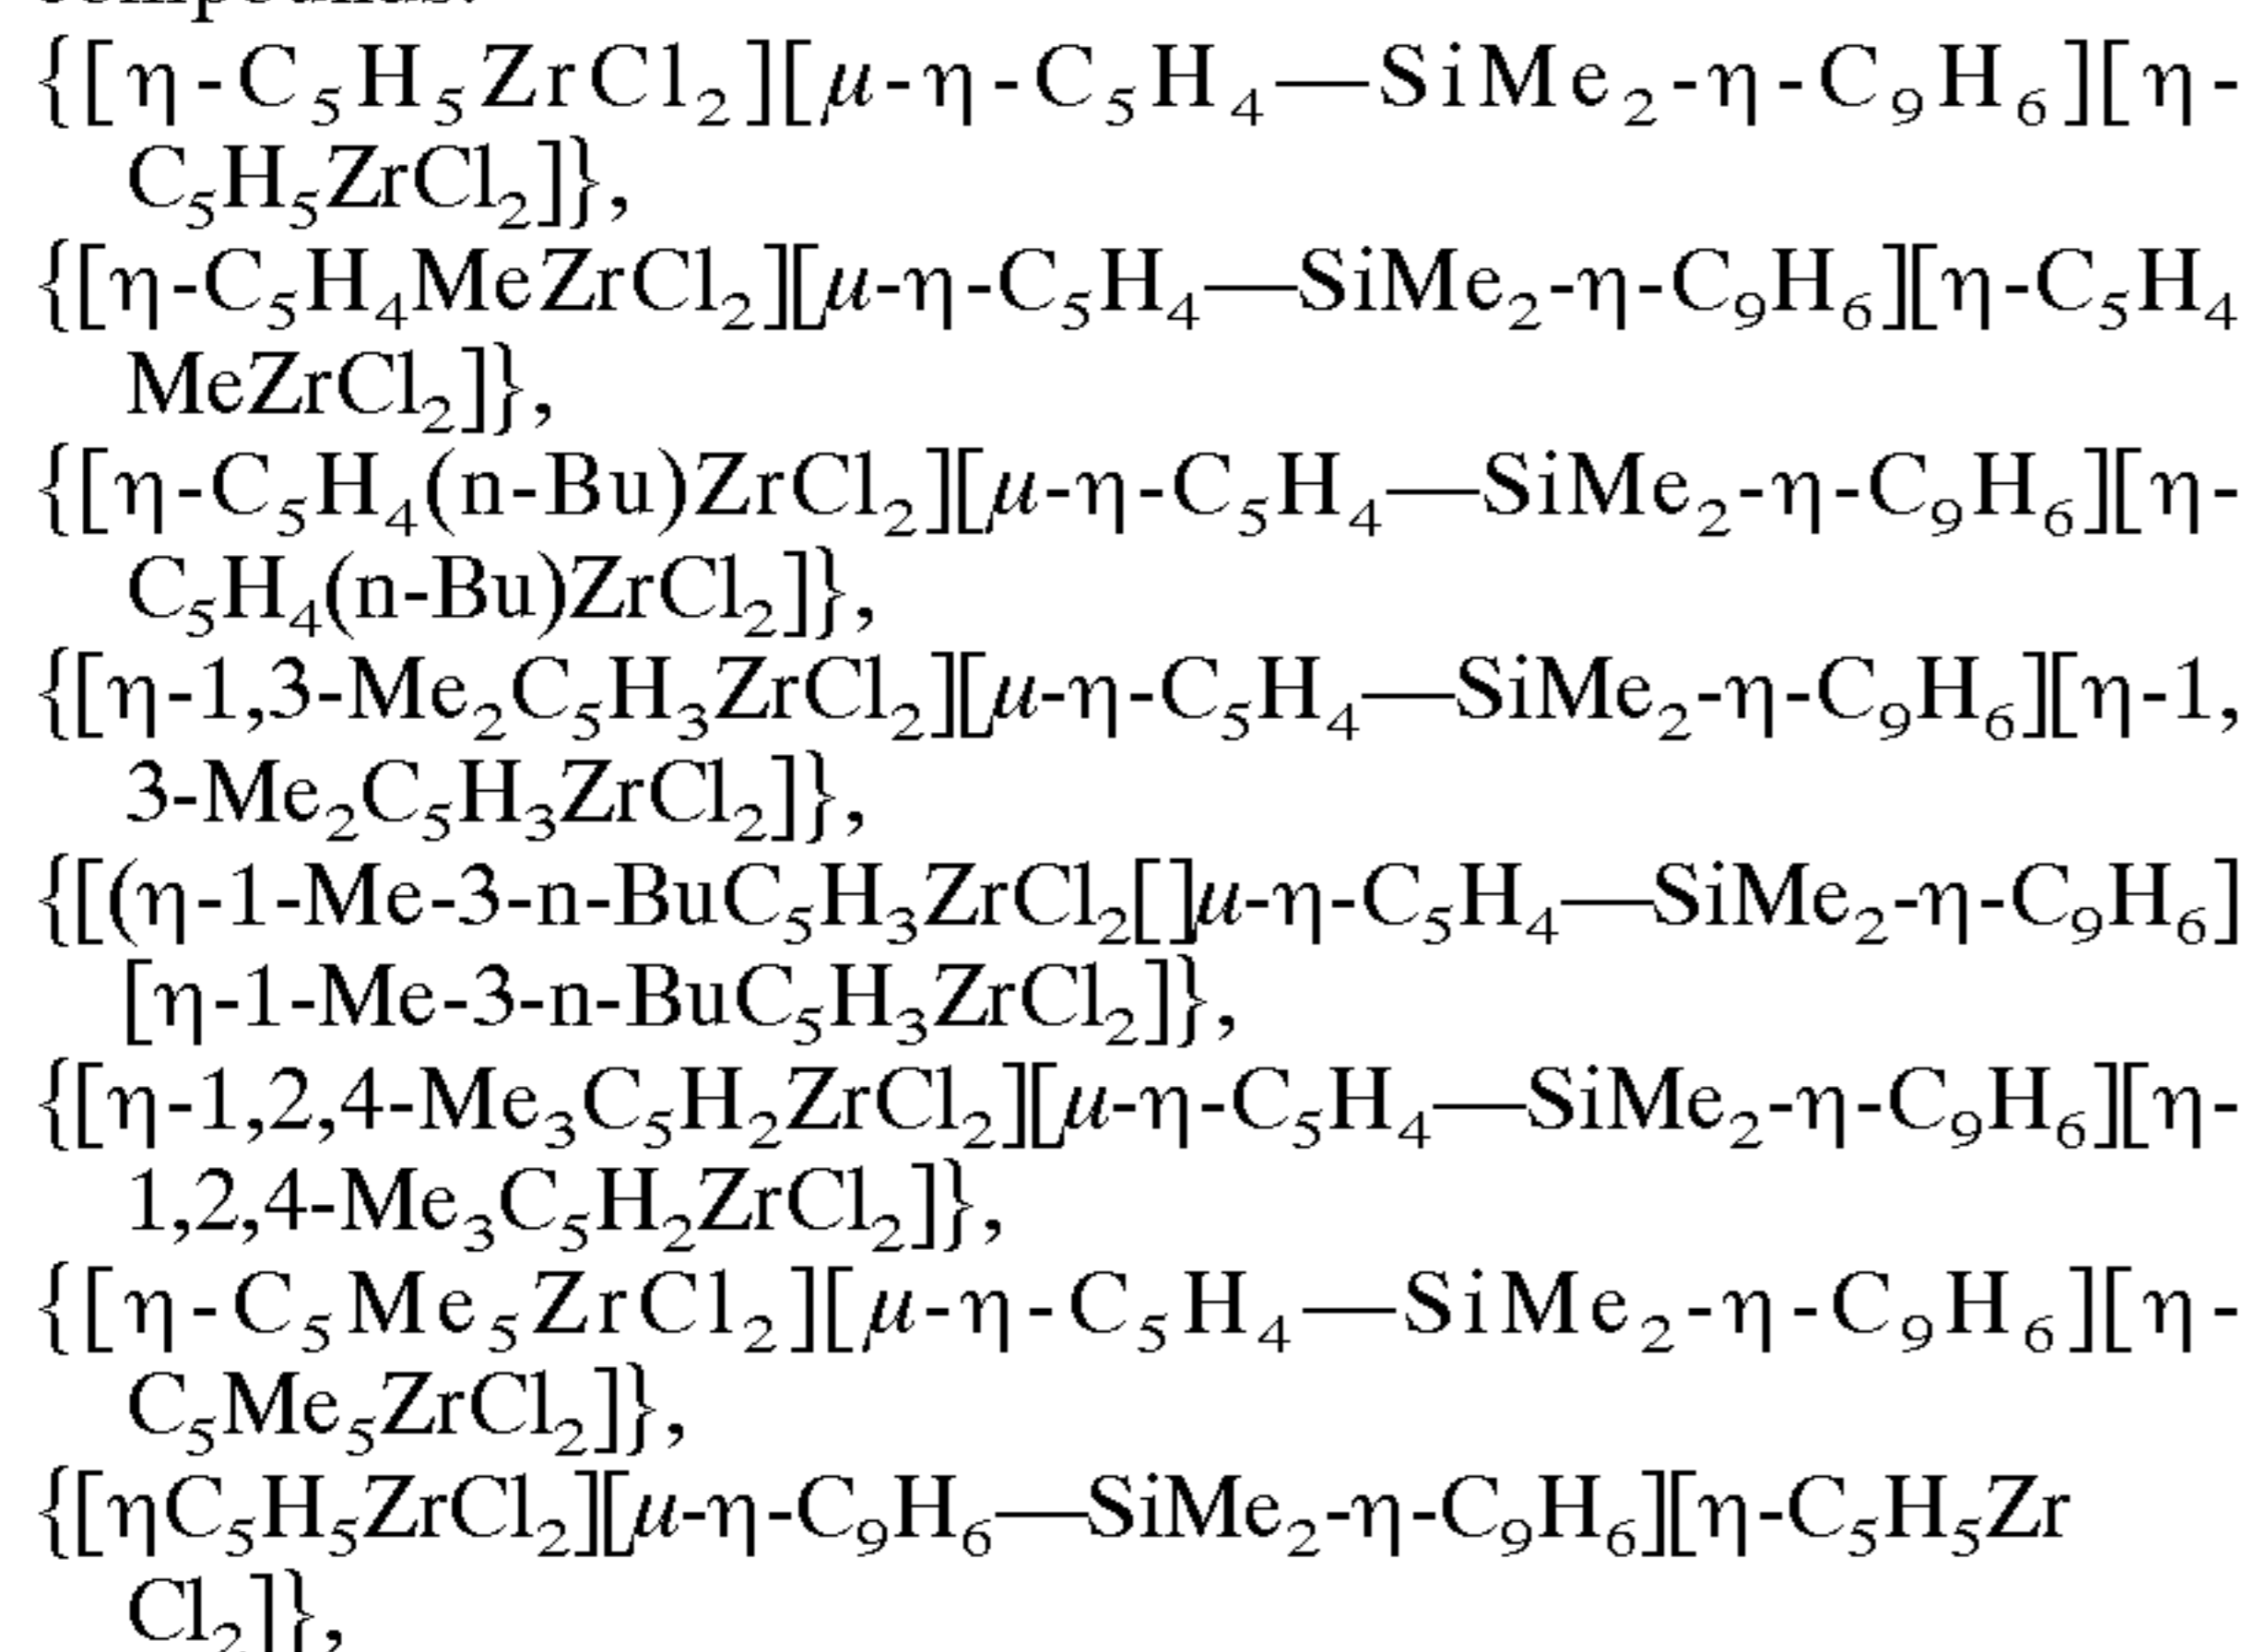 compounds:
{[η-C₅H₅ZrCl₂][μ-η-C₅H₄—SiMe₂-η-C₉H₆][η-
C₅H₅ZrCl₂]},
{[η-C₅H₄MeZrCl₂][μ-η-C₅H₄—SiMe₂-η-C₉H₆][η-C₅H₄
MeZrCl₂]},
{[η-C₅H₄(n-Bu)ZrCl₂][μ-η-C₅H₄—SiMe₂-η-C₉H₆][η-
C₅H₄(n-Bu)ZrCl₂]},
{[η-1,3-Me₂C₅H₃ZrCl₂][μ-η-C₅H₄—SiMe₂-η-C₉H₆][η-1,
3-Me₂C₅H₃ZrCl₂]},
{[(η-1-Me-3-n-BuC₅H₃ZrCl₂[]μ-η-C₅H₄—SiMe₂-η-C₉H₆]
[η-1-Me-3-n-BuC₅H₃ZrCl₂]},
{[η-1,2,4-Me₃C₅H₂ZrCl₂][μ-η-C₅H₄—SiMe₂-η-C₉H₆][η-
1,2,4-Me₃C₅H₂ZrCl₂]},
{[η-C₅Me₅ZrCl₂][μ-η-C₅H₄—SiMe₂-η-C₉H₆][η-
C₅Me₅ZrCl₂]},
{[ηC₅H₅ZrCl₂][μ-η-C₉H₆—SiMe₂-η-C₉H₆][η-C₅H₅Zr
Cl₂]},